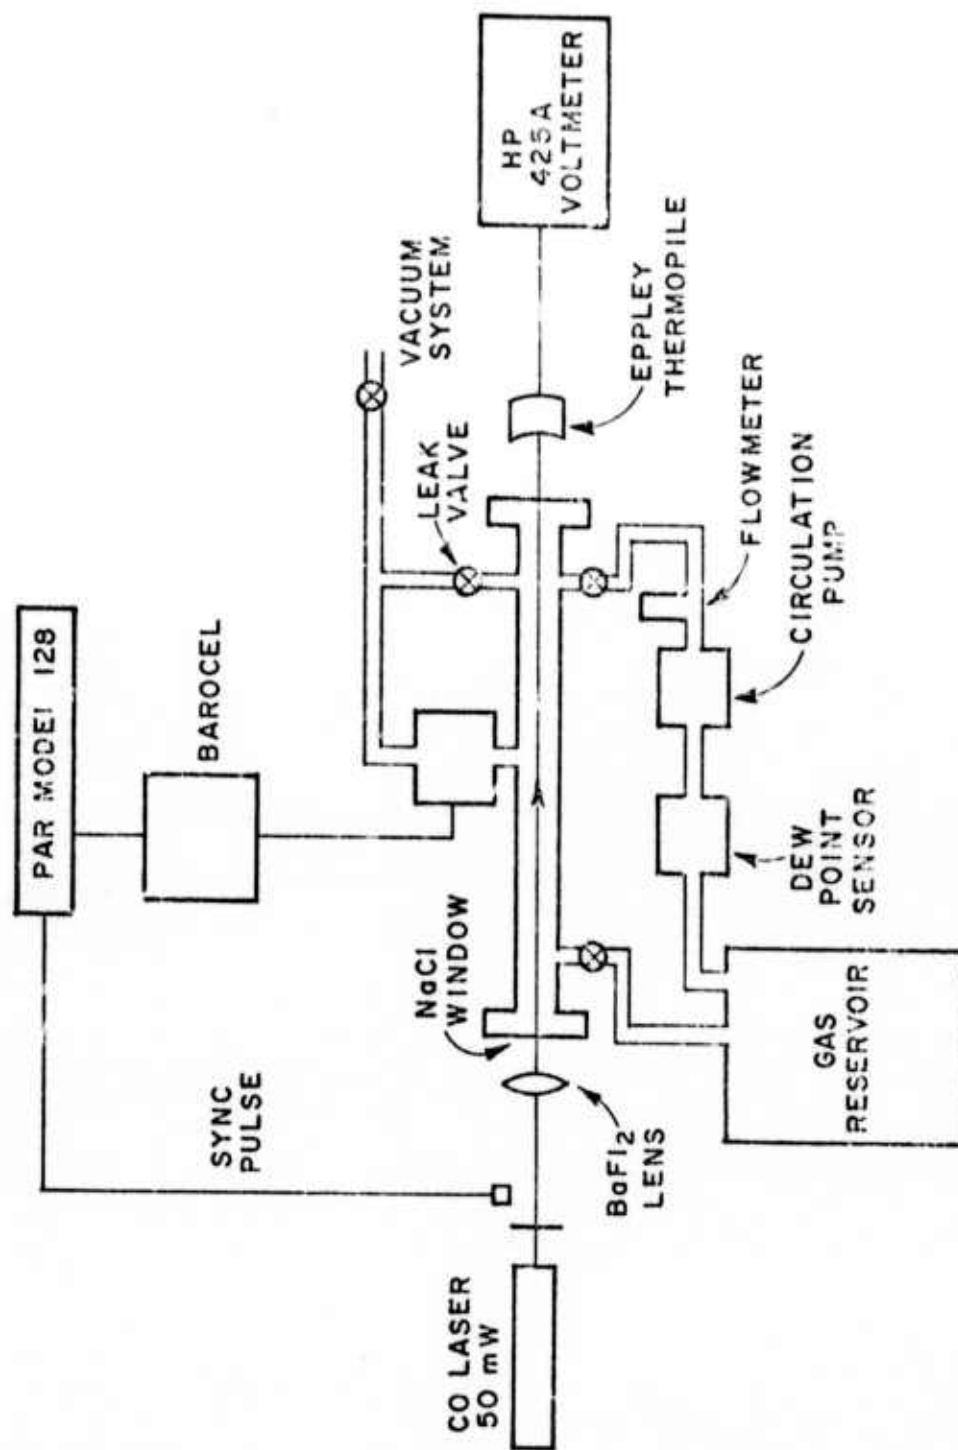 PAR MODEL 128
BAROCEL
SYNC
PULSE
VACUUM
SYSTEM
LEAK
VALVE
NaCl
WINDOW
CO LASER
50 mW
HP
425A
VOLTMETER
BaFl2
LENS
EPPLEY
THERMOPILE
FLOWMETER
CIRCULATION
PUMP
DEW
POINT
SENSOR
GAS
RESERVOIR